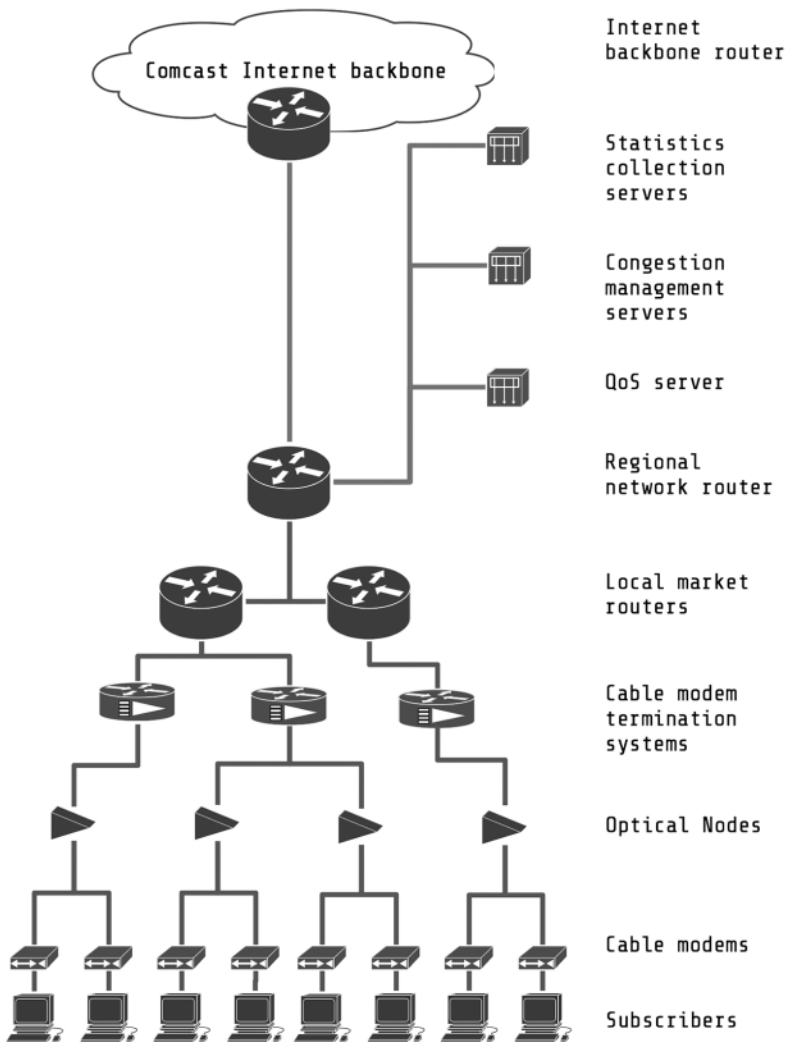 Internet
backbone router
Comcast Internet backbone
Statistics
collection
servers
Congestion
management
servers
QoS server
Regional
network router
Local market
routers
Cable modem
termination
systems
Optical Nodes
Cable modems
Subscribers